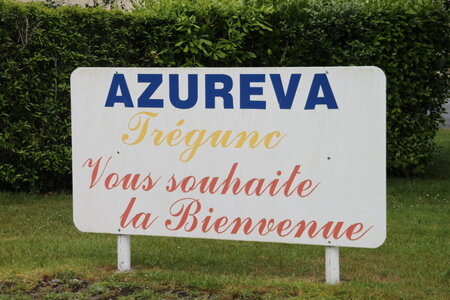 AZUREVA
Trégunc
Vous souhaite
la Bienvenue